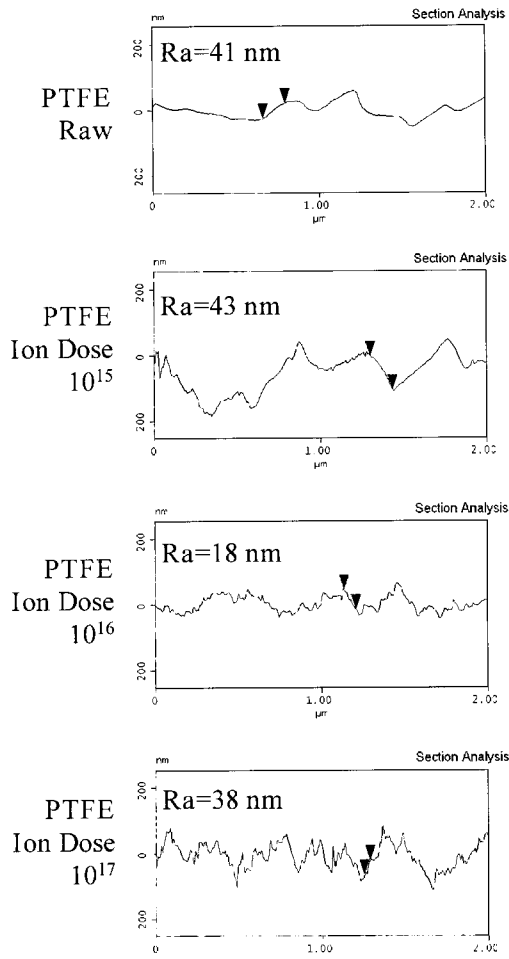 nm
Section Analysis
200
0
200
Ra=41 nm
PTFE
Raw
0
1.00
2.00
µm
nm
Section Analysis
200
0
200
Ra=43 nm
PTFE
Ion Dose
10¹⁵
0
1.00
2.00
µm
nm
Section Analysis
200
0
200
Ra=18 nm
PTFE
Ion Dose
10¹⁶
0
1.00
2.00
µm
nm
Section Analysis
200
0
200
Ra=38 nm
PTFE
Ion Dose
10¹⁷
0
1.00
2.00